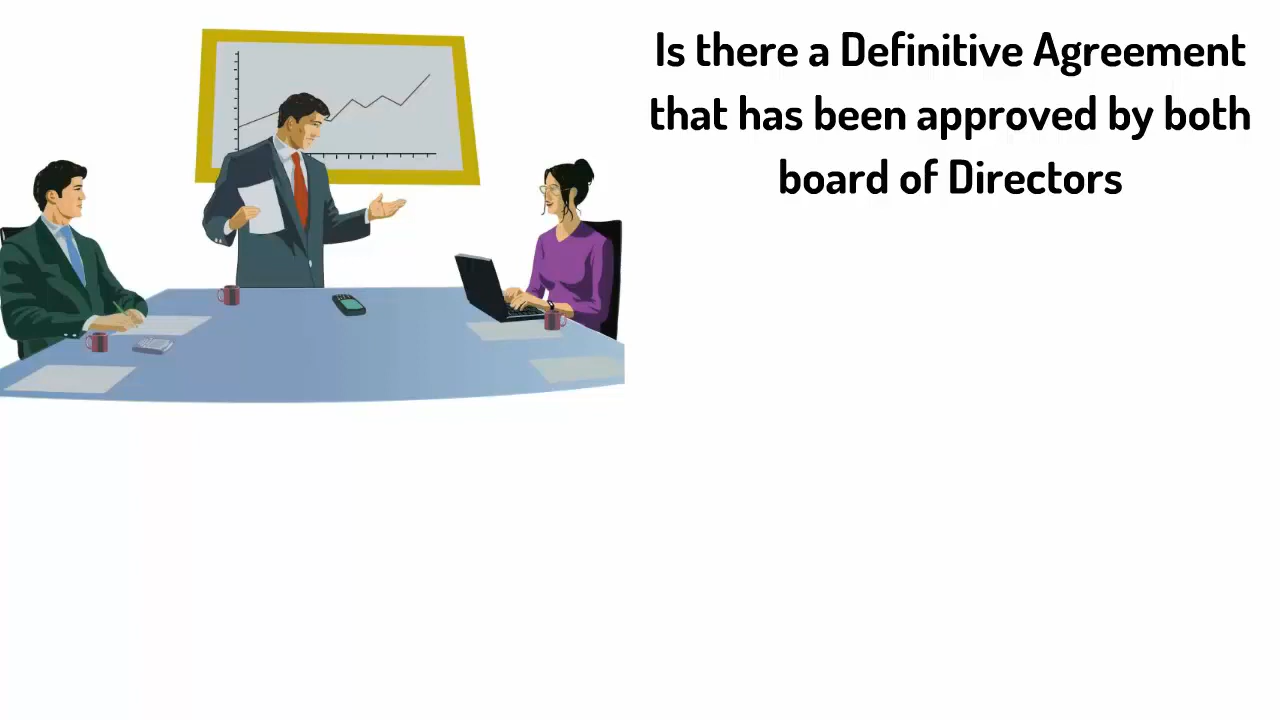 Is there a Definitive Agreement
that has been approved by both
board of Directors